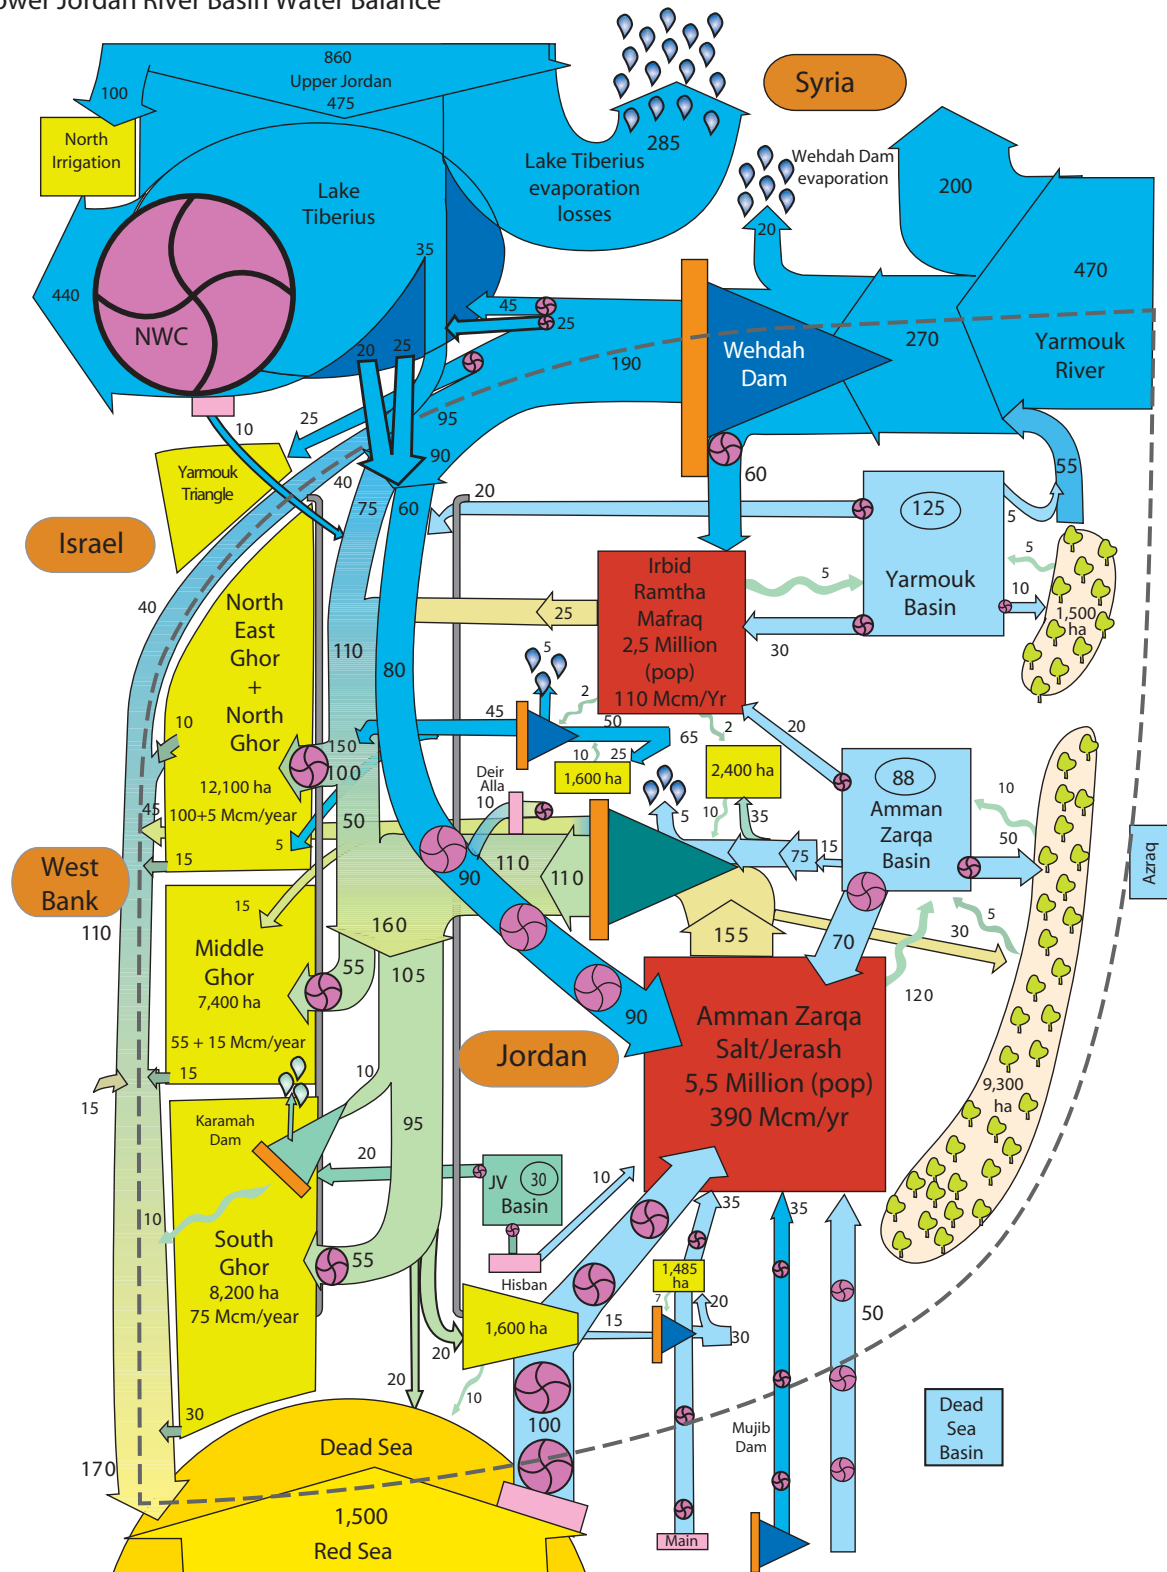 ower Jordan River Basin Water Balance
860
Upper Jordan
475
100
North
Irrigation
Lake
Tiberius
Lake Tiberius
evaporation
losses
285
Syria
Wehdah Dam
evaporation
20
200
470
Yarmouk
River
270
440
NWC
35
45
25
190
Wehdah
Dam
20
25
95
90
10
25
Yarmouk
Triangle
40
75
60
20
60
125
Yarmouk
Basin
5
55
5
10
1,500
ha
Israel
40
North
East
Ghor
+
North
Ghor
12,100 ha
100+5 Mcm/year
110
80
25
Irbid
Ramtha
Mafraq
2,5 Million
(pop)
110 Mcm/Yr
5
30
5
45
50
2
2
65
10
25
1,600 ha
2,400 ha
20
88
Amman
Zarqa
Basin
10
50
10
150
100
50
5
45
15
Deir
Alla
10
5
10
35
75
15
Azraq
West
Bank
110
15
90
110
110
160
155
70
30
5
120
Middle
Ghor
7,400 ha
55 + 15 Mcm/year
55
105
15
15
Jordan
90
Amman Zarqa
Salt/Jerash
5,5 Million (pop)
390 Mcm/yr
9,300
ha
10
95
Karamah
Dam
20
JV
30
Basin
10
Hisban
10
South
Ghor
8,200 ha
75 Mcm/year
55
35
35
50
1,485
ha
7
20
30
15
1,600 ha
20
20
10
30
100
Mujib
Dam
Dead
Sea
Basin
Dead Sea
170
1,500
Red Sea
Main